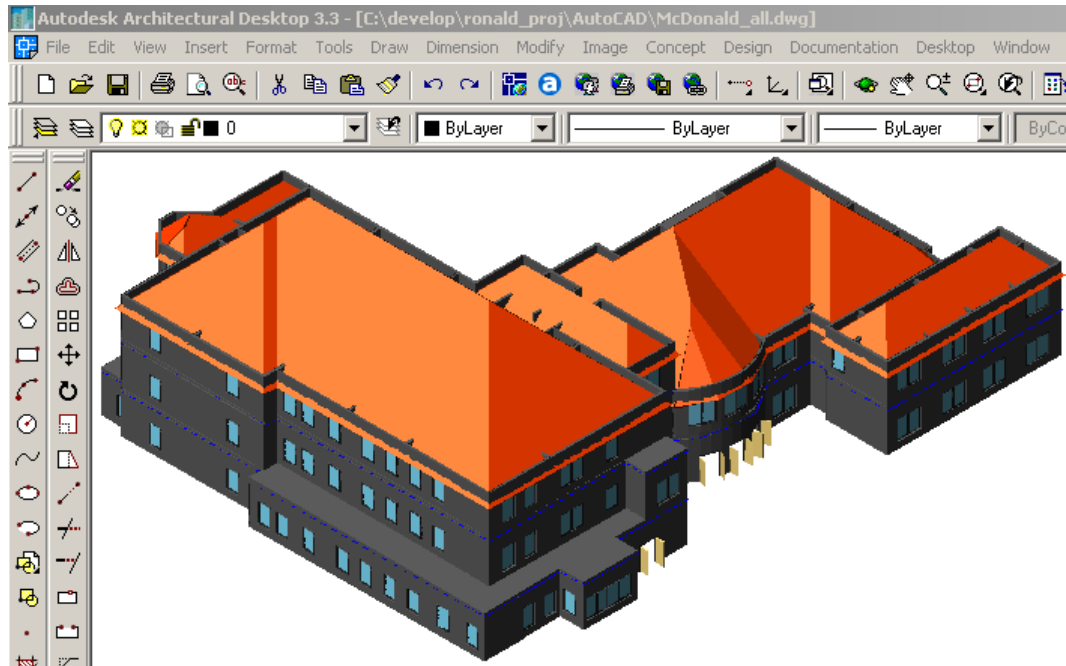 Autodesk Architectural Desktop 3.3 - [C:\develop\ronald_proj\AutoCAD\McDonald_all.dwg]
File Edit View Insert Format Tools Draw Dimension Modify Image Concept Design Documentation Desktop Window
0 ByLayer ByLayer ByLayer ByCo